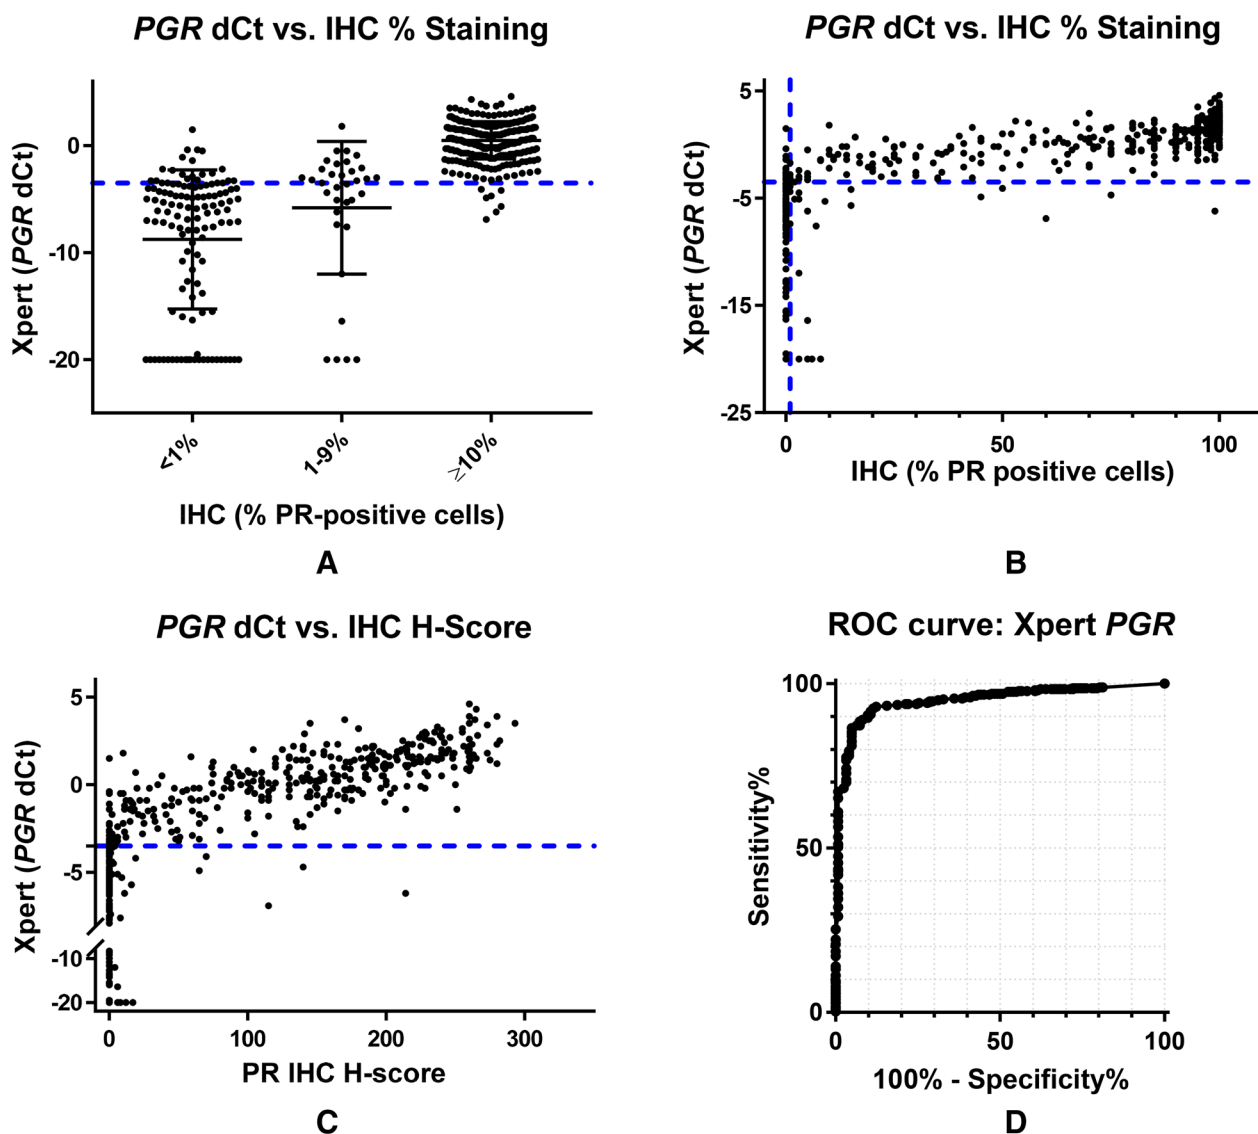 PGR dCt vs. IHC % Staining
Xpert (PGR dCt)
0
-10
-20
<1%
1-9%
≥10%
IHC (% PR-positive cells)
A
PGR dCt vs. IHC % Staining
Xpert (PGR dCt)
5
-5
-15
-25
0
50
100
IHC (% PR positive cells)
B
PGR dCt vs. IHC H-Score
Xpert (PGR dCt)
5
0
-5
-10
-20
0
100
200
300
PR IHC H-score
C
ROC curve: Xpert PGR
Sensitivity%
100
50
0
0
50
100
100% - Specificity%
D